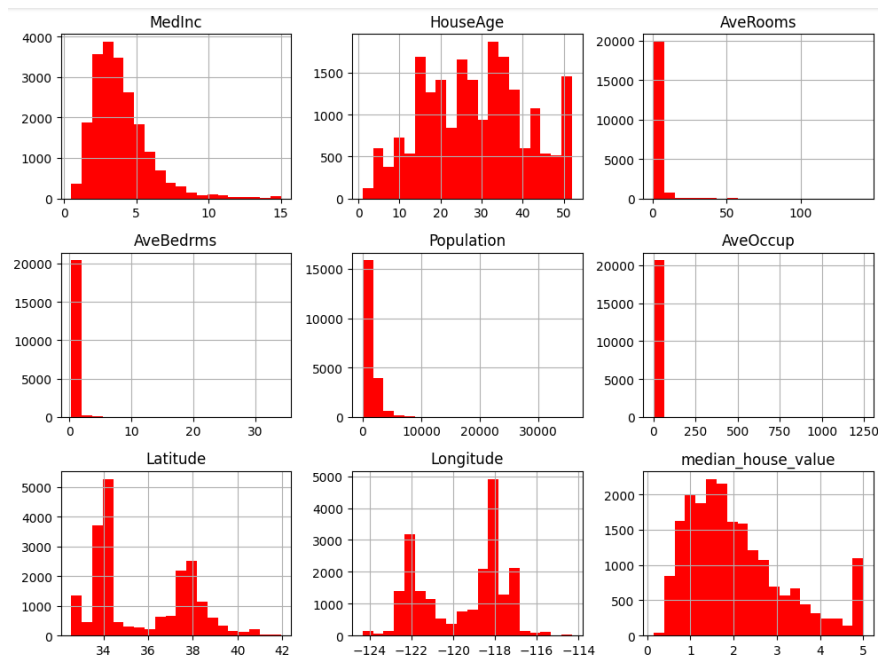 MedInc HouseAge AveRooms
4000 3000 2000 1000 0
0 5 10 15
1500 1000 500 0
0 10 20 30 40 50
20000 15000 10000 5000 0
0 50 100
AveBedrms Population AveOccup
20000 15000 10000 5000 0
0 10 20 30
15000 10000 5000 0
0 10000 20000 30000
20000 15000 10000 5000 0
0 250 500 750 1000 1250
Latitude Longitude median_house_value
5000 4000 3000 2000 1000 0
34 36 38 40 42
5000 4000 3000 2000 1000 0
−124 −122 −120 −118 −116 −114
2000 1500 1000 500 0
0 1 2 3 4 5